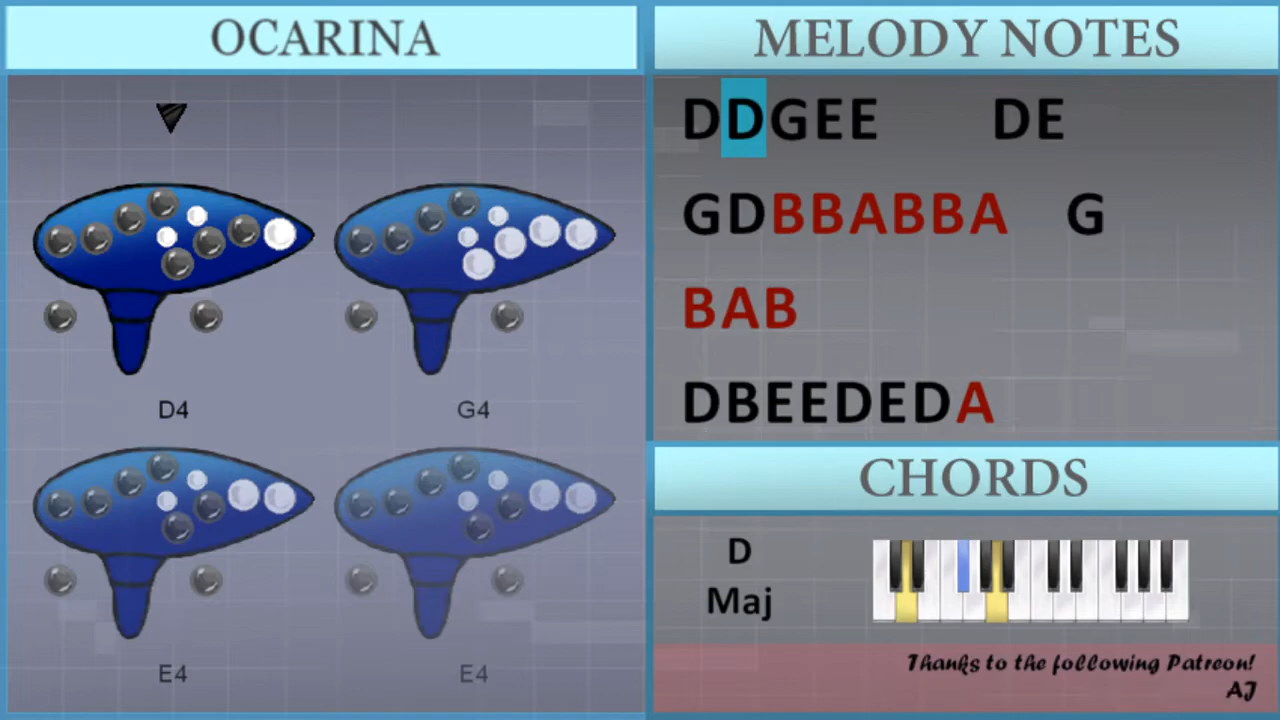 OCARINA
D4 G4
E4 E4
MELODY NOTES
DDGEE DE
GDBBABBA G
BAB
DBEEDEDA
CHORDS
D
Maj
Thanks to the following Patreon!
AJ